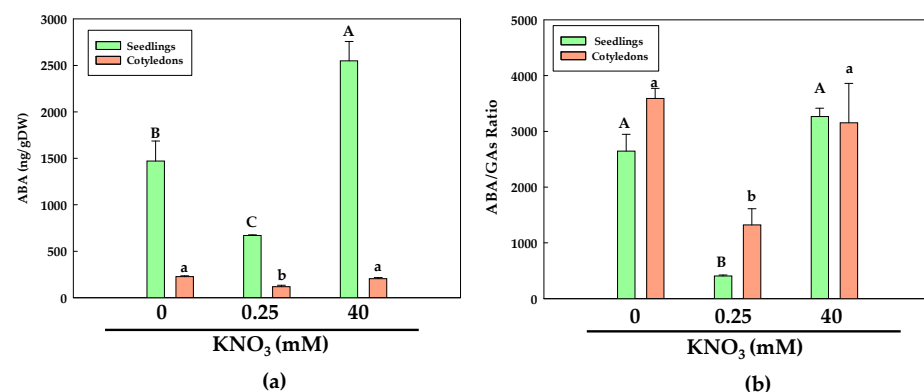 3000
2500
2000
1500
1000
500
0
ABA (ng/gDW)
Seedlings
Cotyledons
B
a
C
b
A
a
0 0.25 40
KNO₃ (mM)
(a)
5000
4000
3000
2000
1000
0
ABA/GAs Ratio
Seedlings
Cotyledons
A
a
B
b
A
a
0 0.25 40
KNO₃ (mM)
(b)